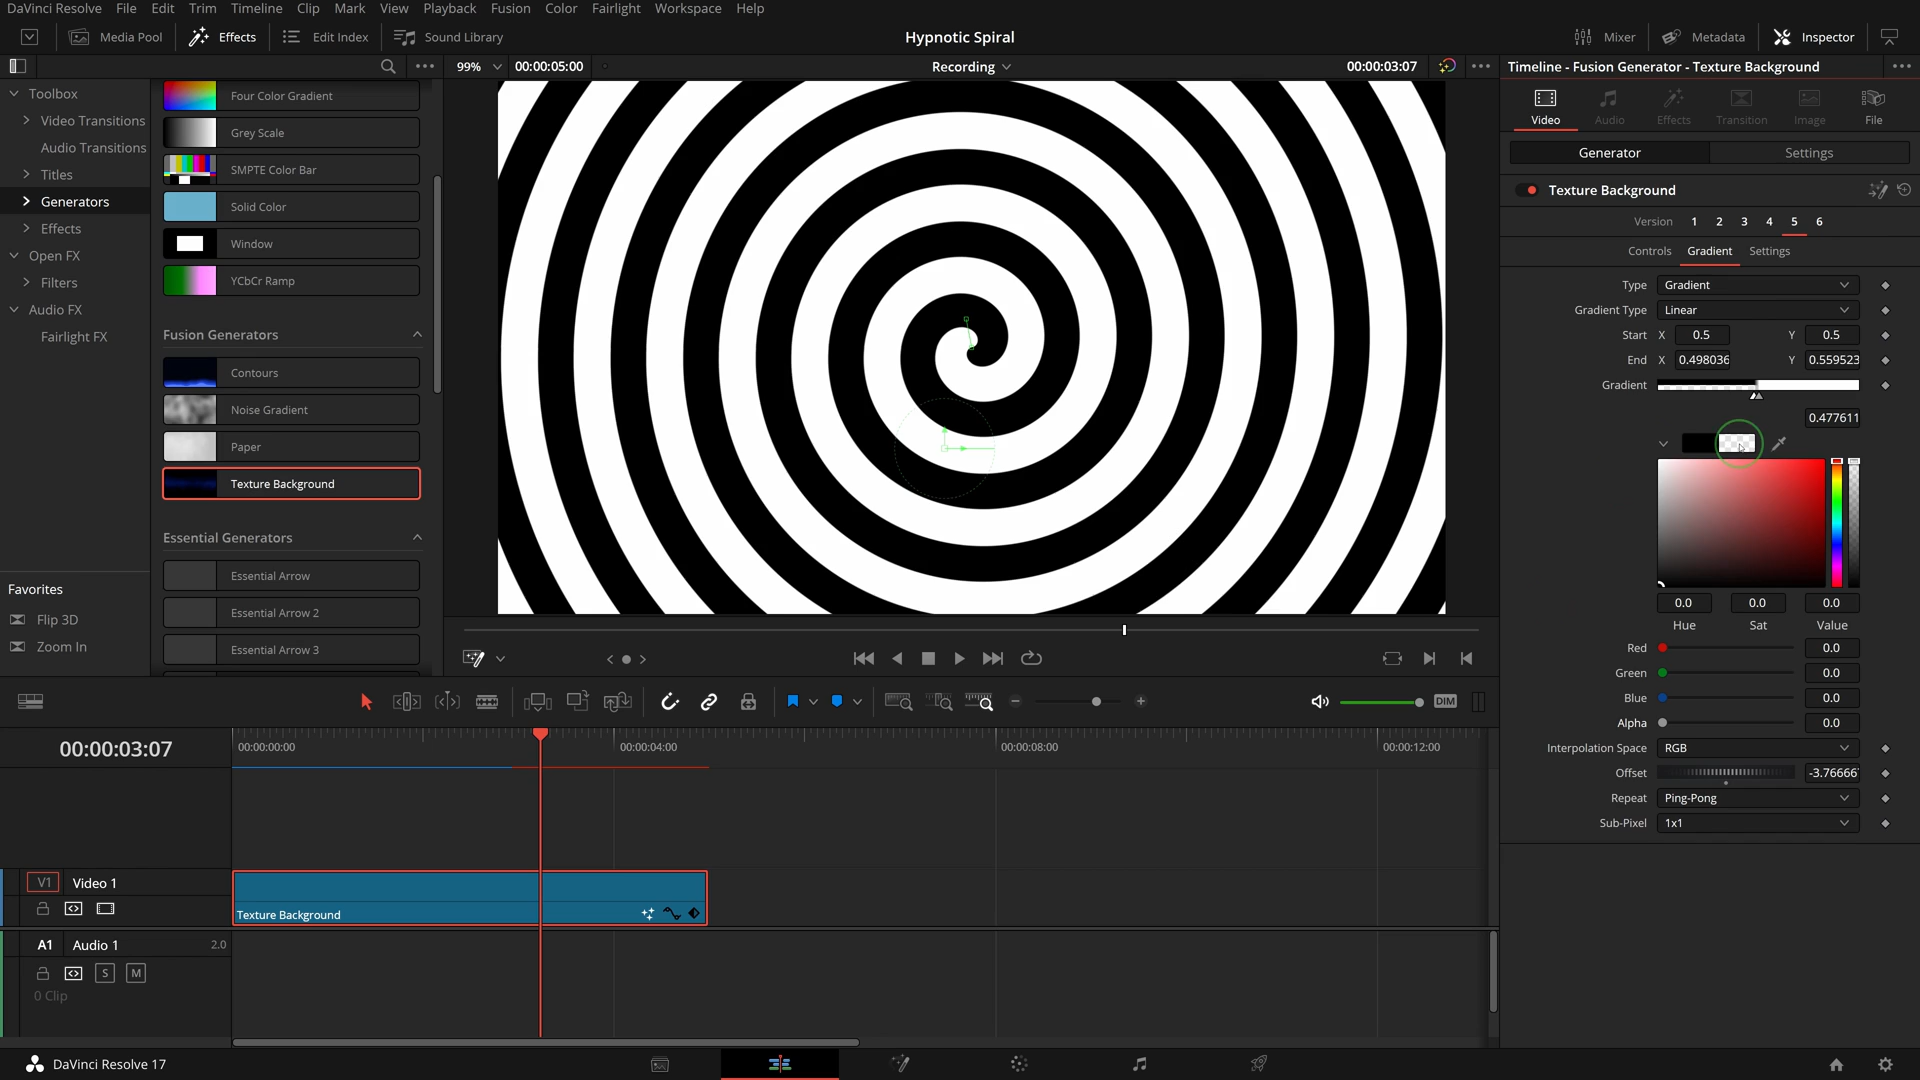 DaVinci Resolve File Edit Trim Timeline Clip Mark View Playback Fusion Color Fairlight Workspace Help
Media Pool Effects Edit Index Sound Library Hypnotic Spiral Mixer Metadata Inspector
99% 00:00:05:00 Recording 00:00:03:07 Timeline - Fusion Generator - Texture Background
Toolbox
Video Transitions
Audio Transitions
Titles
Generators
Effects
Open FX
Filters
Audio FX
Fairlight FX
Favorites
Flip 3D
Zoom In
Four Color Gradient
Grey Scale
SMPTE Color Bar
Solid Color
Window
YCbCr Ramp
Fusion Generators
Contours
Noise Gradient
Paper
Texture Background
Essential Generators
Essential Arrow
Essential Arrow 2
Essential Arrow 3
Video Audio Effects Transition Image File
Generator Settings
Texture Background
Version 1 2 3 4 5 6
Controls Gradient Settings
Type Gradient
Gradient Type Linear
Start X 0.5 Y 0.5
End X 0.498036 Y 0.559523
Gradient
0.477611
0.0 0.0 0.0
Hue Sat Value
Red 0.0
Green 0.0
Blue 0.0
Alpha 0.0
Interpolation Space RGB
Offset -3.76666
Repeat Ping-Pong
Sub-Pixel 1x1
DIM
00:00:03:07 00:00:00:00 00:00:04:00 00:00:08:00 00:00:12:00
V1 Video 1
Texture Background
A1 Audio 1 2.0
S M
0 Clip
DaVinci Resolve 17